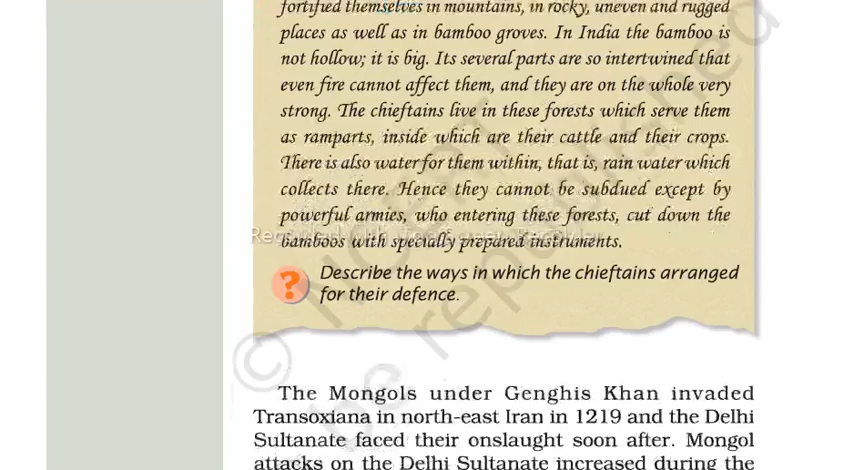 fortified themselves in mountains, in rocky, uneven and rugged
places as well as in bamboo groves. In India the bamboo is
not hollow; it is big. Its several parts are so intertwined that
even fire cannot affect them, and they are on the whole very
strong. The chieftains live in these forests which serve them
as ramparts, inside which are their cattle and their crops.
There is also water for them within, that is, rain water which
collects there. Hence they cannot be subdued except by
powerful armies, who entering these forests, cut down the
bamboos with specially prepared instruments.
? Describe the ways in which the chieftains arranged
for their defence.
The Mongols under Genghis Khan invaded
Transoxiana in north-east Iran in 1219 and the Delhi
Sultanate faced their onslaught soon after. Mongol
attacks on the Delhi Sultanate increased during the
© NCERT
be republished